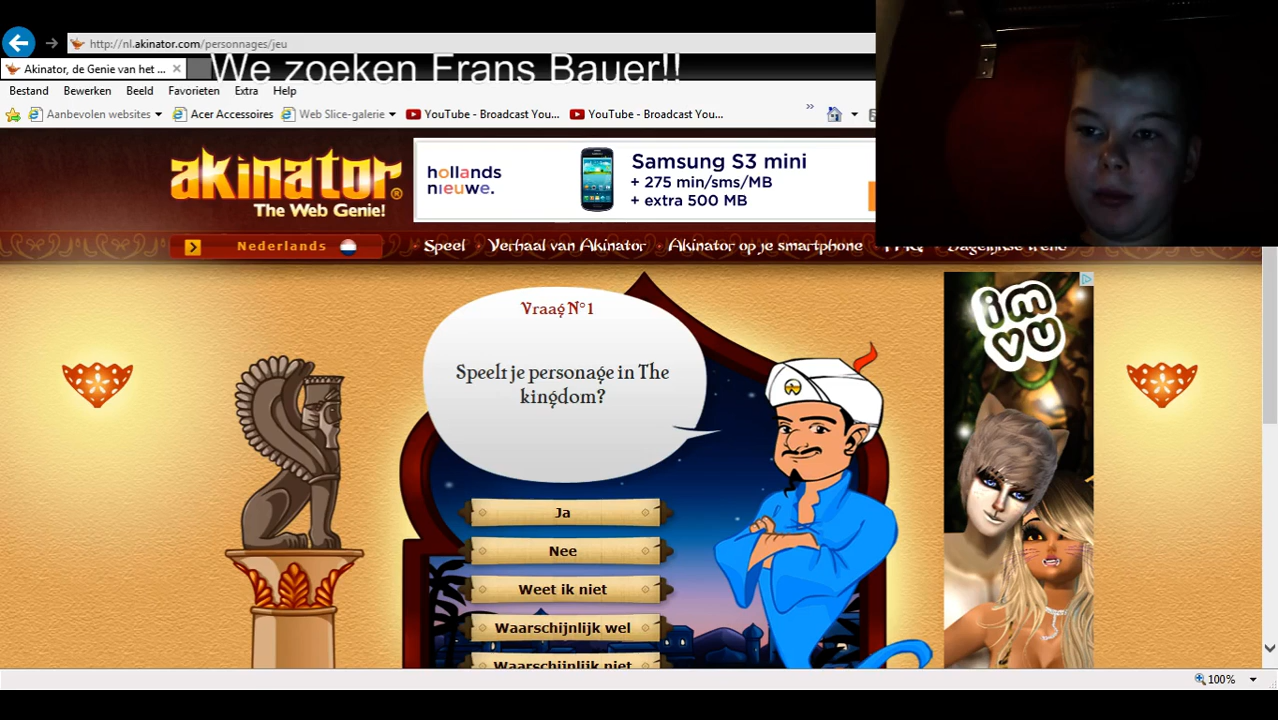 http://nl.akinator.com/personnages/jeu
Akinator, de Genie van het ...
We zoeken Frans Bauer!!
Bestand Bewerken Beeld Favorieten Extra Help
Aanbevolen websites Acer Accessoires Web Slice-galerie YouTube - Broadcast You... YouTube - Broadcast You...
akinator®
The Web Genie!
hollands
nieuwe.
Samsung S3 mini
+ 275 min/sms/MB
+ extra 500 MB
Nederlands
Speel Verhaal van Akinator Akinator op je smartphone
imvu
Vraag N°1
Speelt je personage in The
kingdom?
Ja
Nee
Weet ik niet
Waarschijnlijk wel
Waarschijnlijk niet
100%